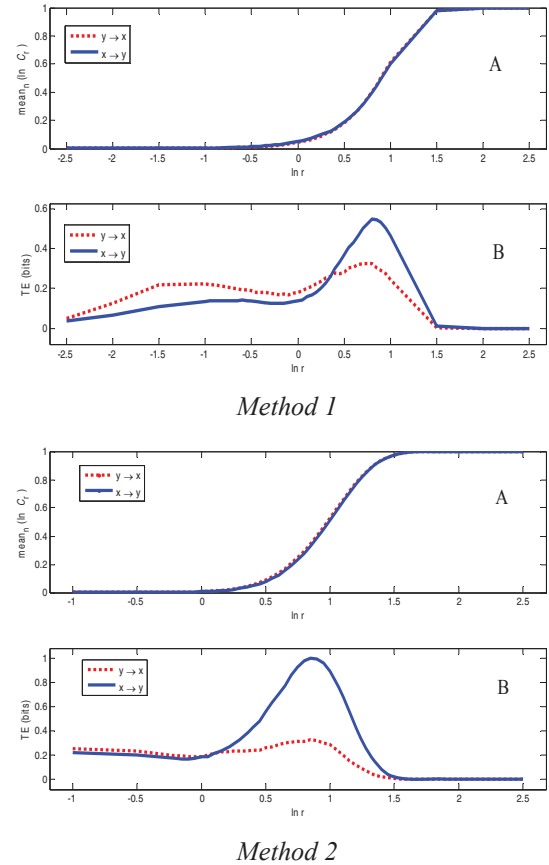 1
0.8
0.6
0.4
0.2
0
mean_n (ln C_r)
y → x
x → y
A
-2.5 -2 -1.5 -1 -0.5 0 0.5 1 1.5 2 2.5
ln r
0.6
0.4
0.2
0
TE (bits)
y → x
x → y
B
-2.5 -2 -1.5 -1 -0.5 0 0.5 1 1.5 2 2.5
ln r
Method 1
1
0.8
0.6
0.4
0.2
0
mean_n (ln C_r)
y → x
x → y
A
-1 -0.5 0 0.5 1 1.5 2 2.5
ln r
1
0.8
0.6
0.4
0.2
0
TE (bits)
y → x
x → y
B
-1 -0.5 0 0.5 1 1.5 2 2.5
ln r
Method 2